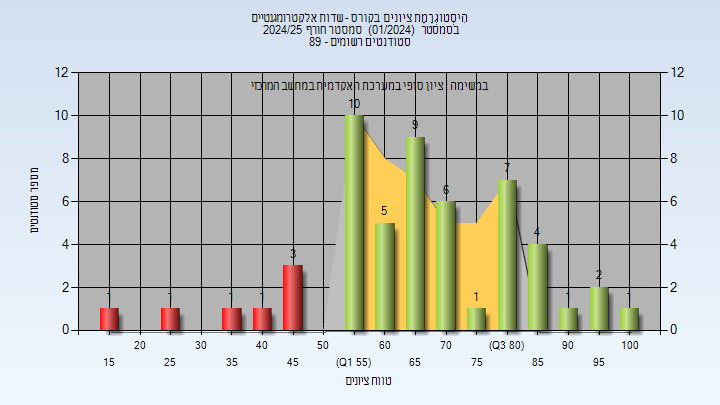 הִיסְטוֹגְרָמַת ציונים בקורס - שדות אלקטרומגנטיים
בסמסטר (01/2024) סמסטר חורף 2024/25
סטודנטים רשומים - 89
במשימה: ציון סופי במערכת האקדמית במחשב המרכזי
12 12
10 10
8 8
6 6
4 4
2 2
0 0
מספר סטודנטים
1 1 1 1 3 10 5 9 6 1 7 4 1 2 1
20 30 40 50 60 70 (Q3 80) 90 100
15 25 35 45 (Q1 55) 65 75 85 95
טווח ציונים